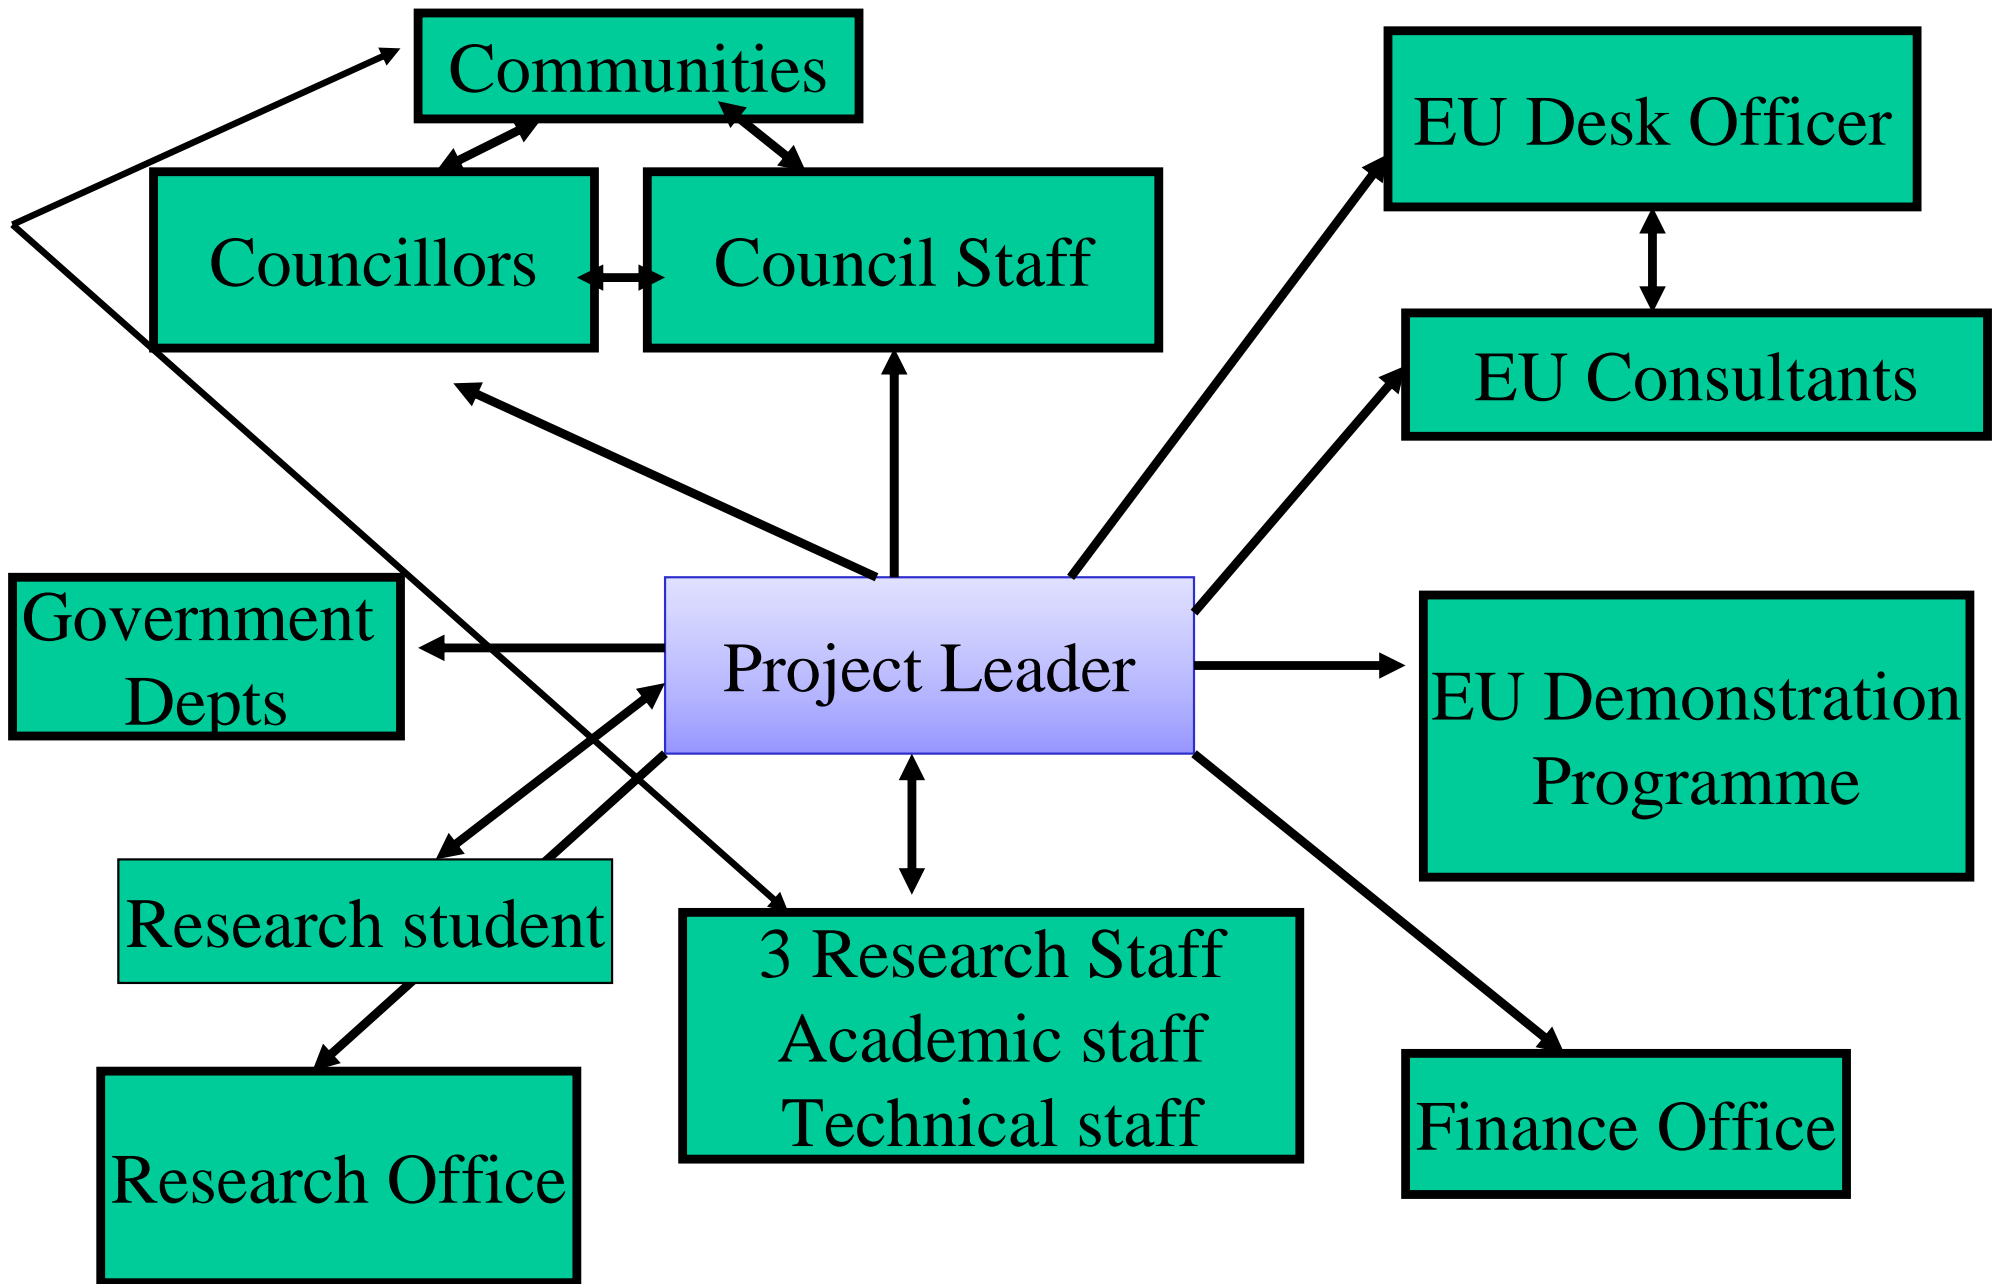 Communities
EU Desk Officer
Councillors
Council Staff
EU Consultants
Government
Depts
Project Leader
EU Demonstration
Programme
Research student
3 Research Staff
Academic staff
Technical staff
Finance Office
Research Office